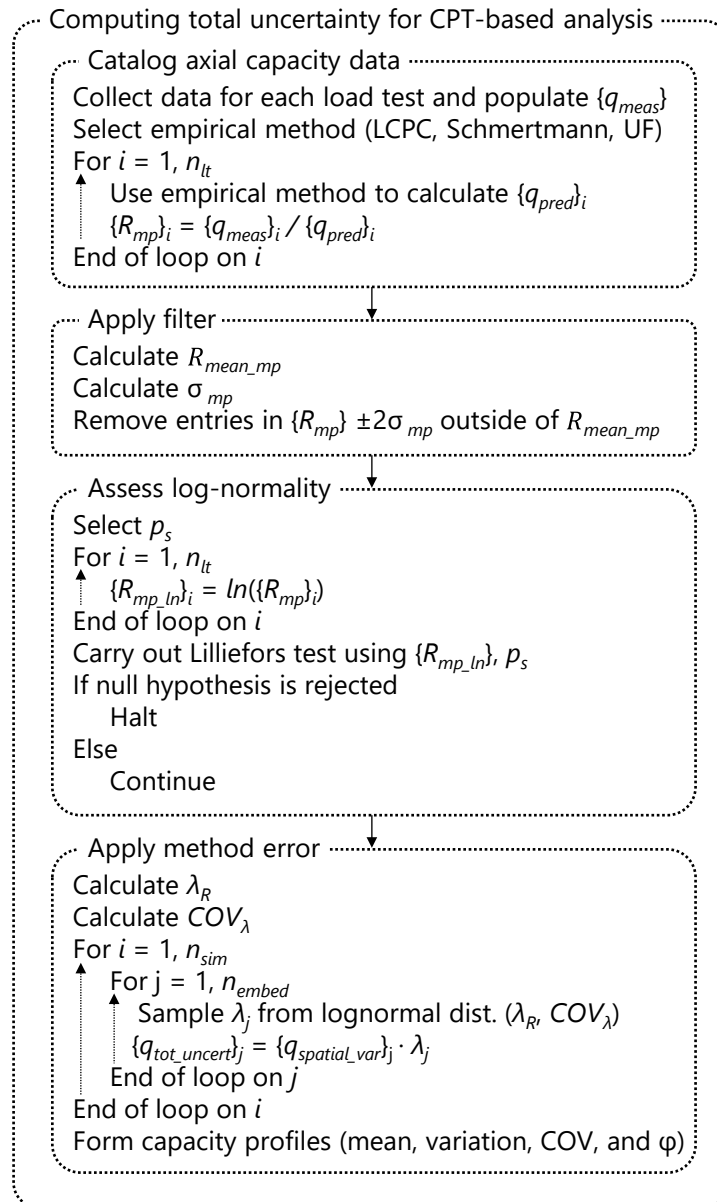 Computing total uncertainty for CPT-based analysis
Catalog axial capacity data
Collect data for each load test and populate {q_meas}
Select empirical method (LCPC, Schmertmann, UF)
For i = 1, n_lt
Use empirical method to calculate {q_pred}_i
{R_mp}_i = {q_meas}_i / {q_pred}_i
End of loop on i
Apply filter
Calculate R_mean_mp
Calculate σ_mp
Remove entries in {R_mp} ±2σ_mp outside of R_mean_mp
Assess log-normality
Select p_s
For i = 1, n_lt
{R_mp_ln}_i = ln({R_mp}_i)
End of loop on i
Carry out Lilliefors test using {R_mp_ln}, p_s
If null hypothesis is rejected
Halt
Else
Continue
Apply method error
Calculate λ_R
Calculate COV_λ
For i = 1, n_sim
For j = 1, n_embed
Sample λ_j from lognormal dist. (λ_R, COV_λ)
{q_tot_uncert}_j = {q_spatial_var}_j · λ_j
End of loop on j
End of loop on i
Form capacity profiles (mean, variation, COV, and φ)